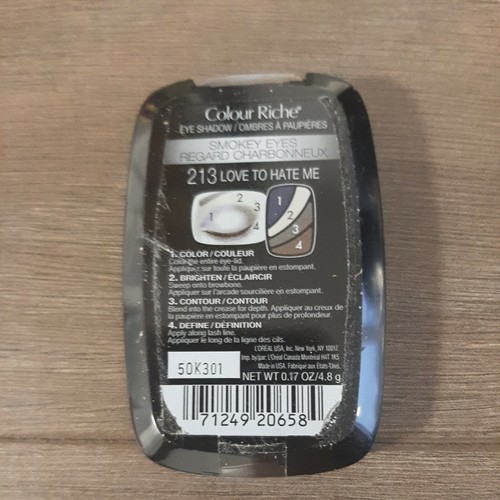 Colour Riche®
EYE SHADOW / OMBRES À PAUPIÈRES
SMOKEY EYES
REGARD CHARBONNEUX
213 LOVE TO HATE ME
1 2 3 4
1 2 3 4
1. COLOR / COULEUR
Color the entire eye-lid.
Appliquer sur toute la paupière en estompant.
2. BRIGHTEN / ÉCLAIRCIR
Sweep onto browbone.
Appliquer sur l'arcade sourcilière en estompant.
3. CONTOUR / CONTOUR
Blend into the crease for depth. Appliquer au creux de
la paupière en estompant pour plus de profondeur.
4. DEFINE / DÉFINITION
Apply along lash line.
Appliquer le long de la ligne des cils.
L'ORÉAL USA, Inc. New York, NY 10017
Imp. by/par: L'Oréal Canada Montréal H4T 1K5
Made in USA. Fabriqué aux États-Unis.
50K301
NET WT 0.17 OZ/4.8 g
71249 20658